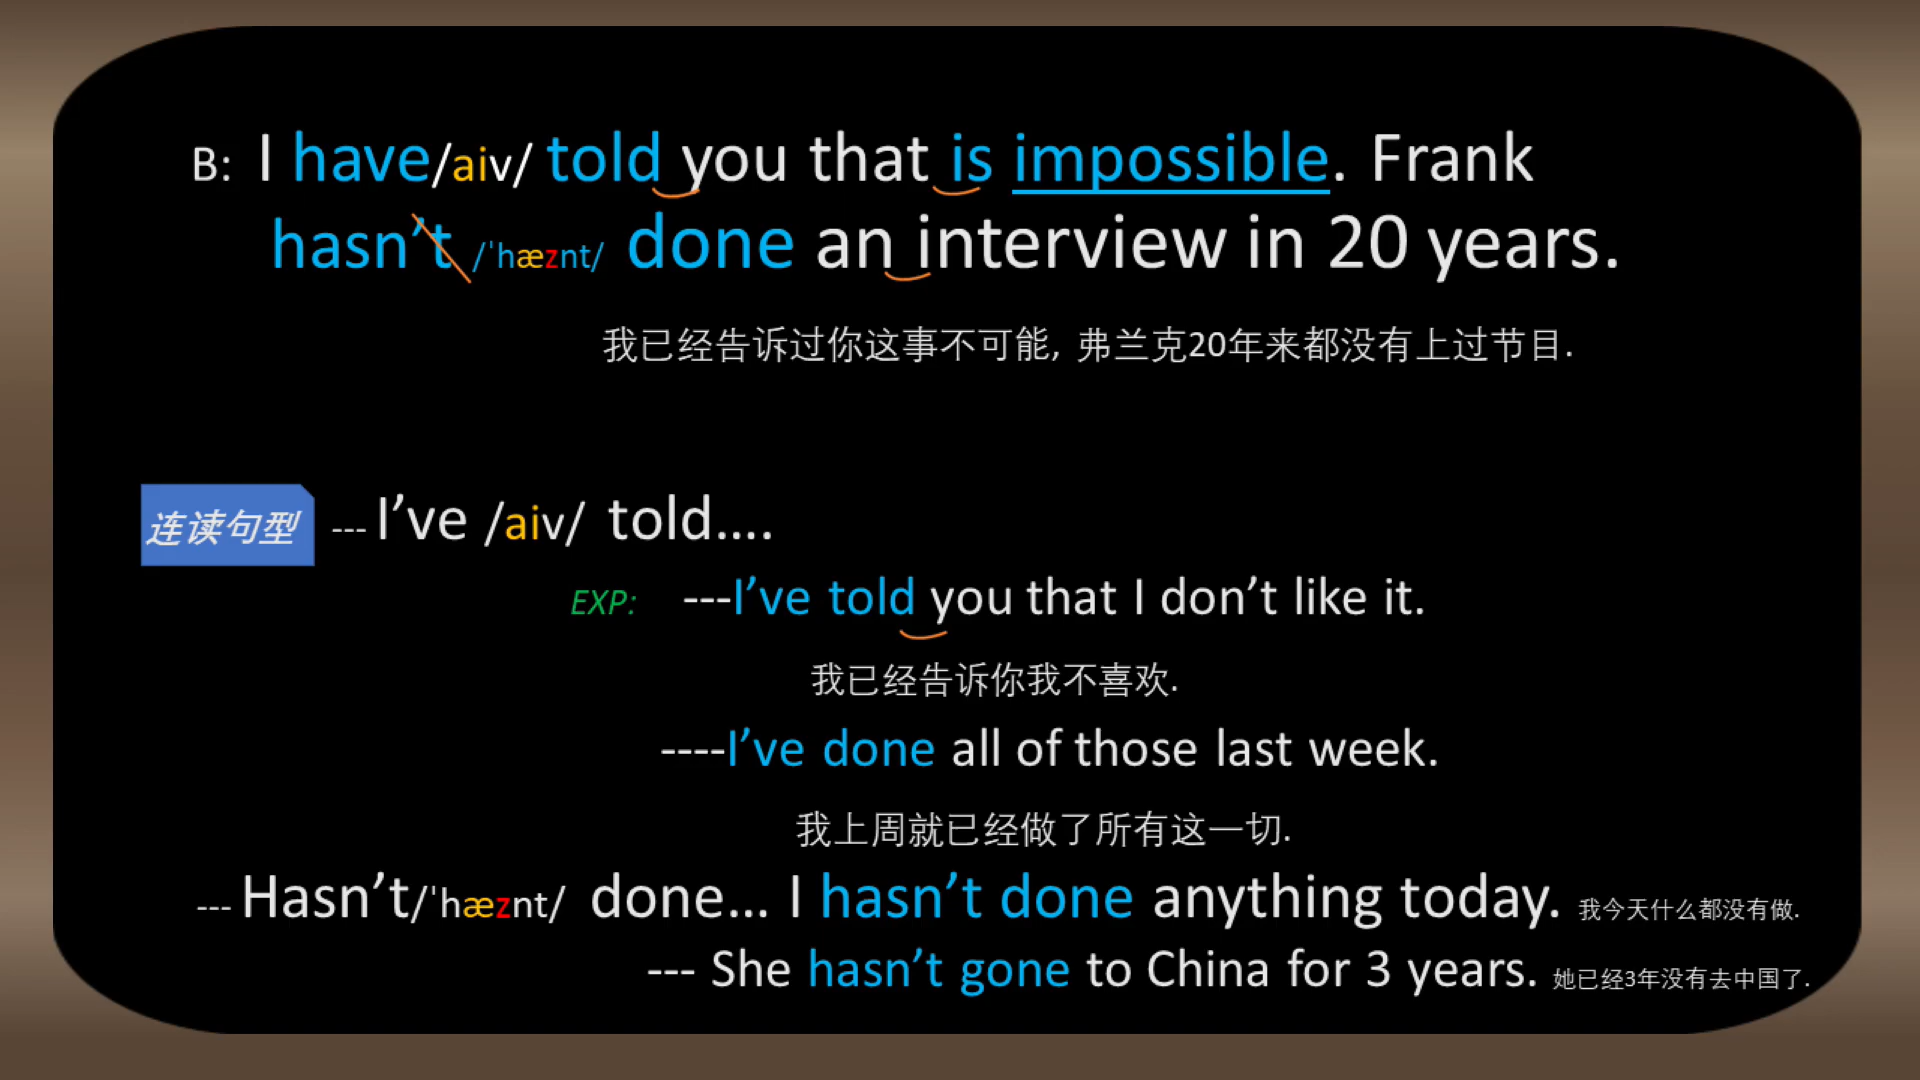 B: I have/aiv/ told you that is impossible. Frank
hasn't /ˈhæznt/ done an interview in 20 years.
我已经告诉过你这事不可能, 弗兰克20年来都没有上过节目.
连读句型 --- I've /aiv/ told....
EXP: ---I've told you that I don't like it.
我已经告诉你我不喜欢.
----I've done all of those last week.
我上周就已经做了所有这一切.
--- Hasn't/ˈhæznt/ done... I hasn't done anything today. 我今天什么都没有做.
--- She hasn't gone to China for 3 years. 她已经3年没有去中国了.